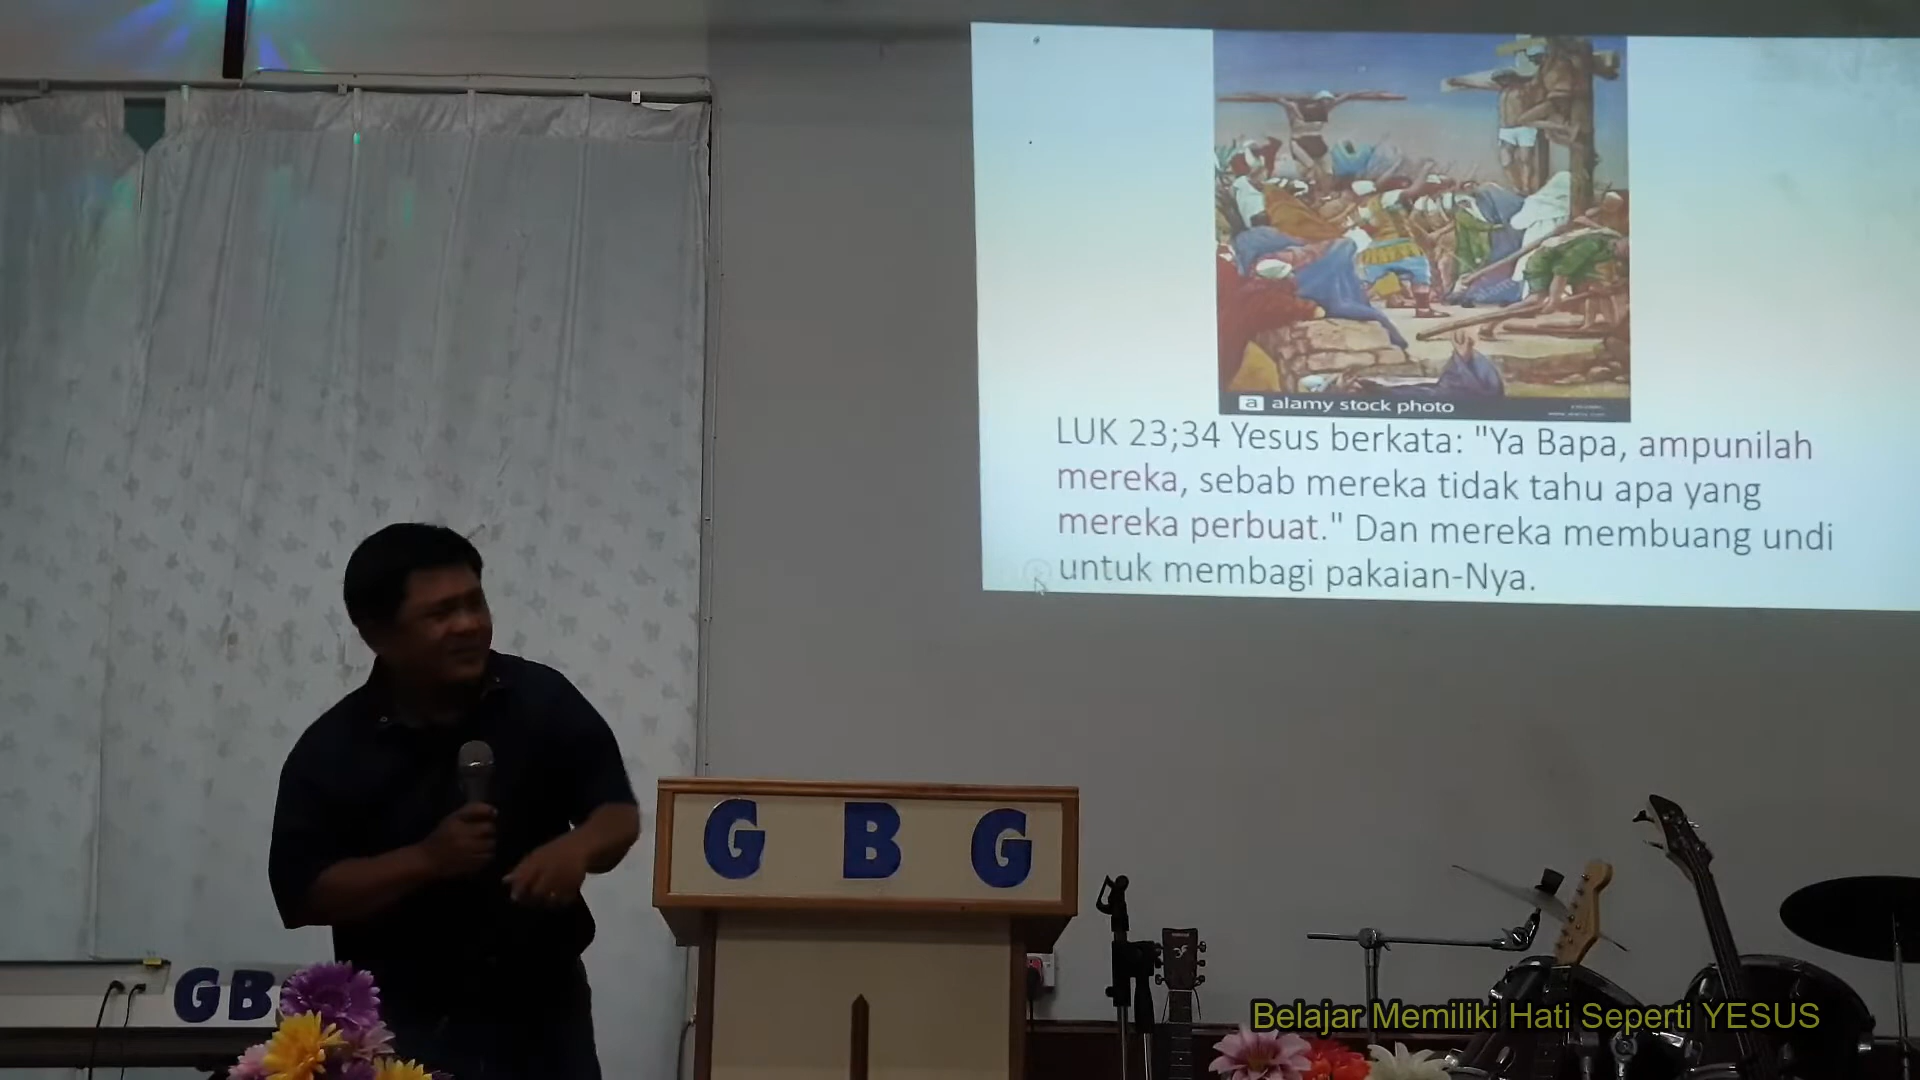 a alamy stock photo
LUK 23;34 Yesus berkata: "Ya Bapa, ampunilah
mereka, sebab mereka tidak tahu apa yang
mereka perbuat." Dan mereka membuang undi
untuk membagi pakaian-Nya.
G B G
GB
Belajar Memiliki Hati Seperti YESUS